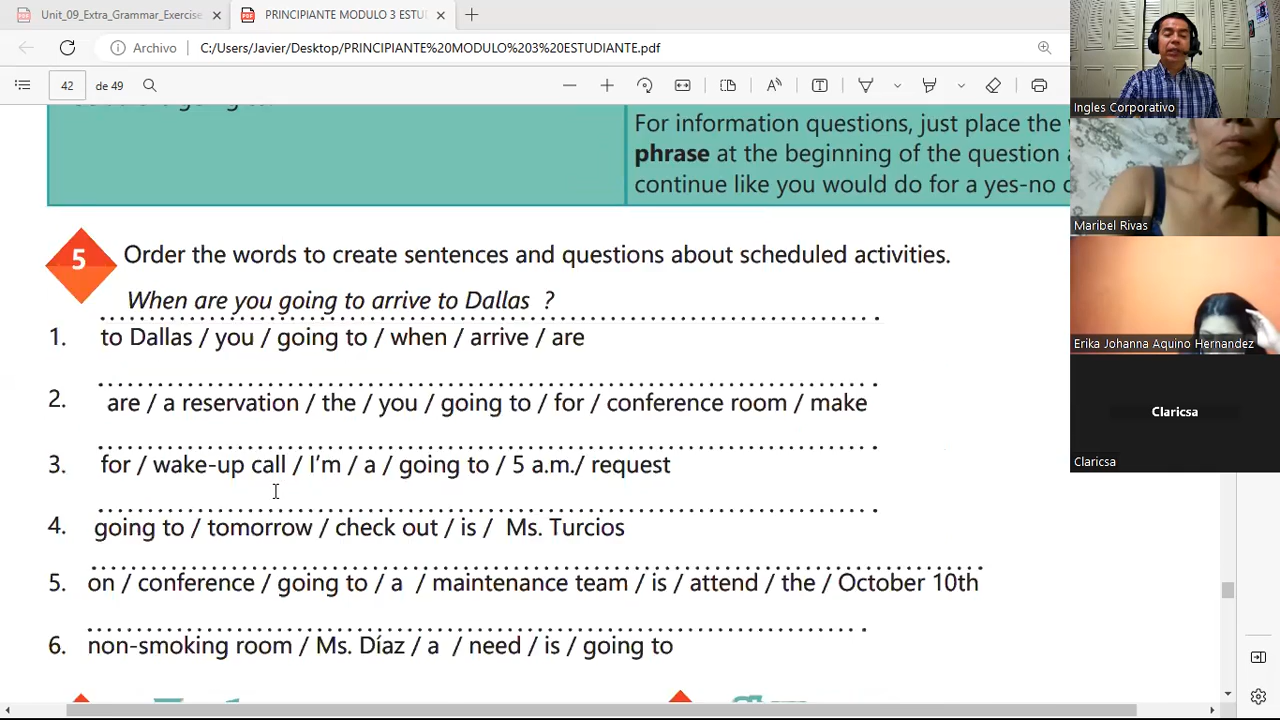 Unit_09_Extra_Grammar_Exercise
PRINCIPIANTE MODULO 3 ESTU
Archivo
C:/Users/Javier/Desktop/PRINCIPIANTE%20MODULO%203%20ESTUDIANTE.pdf
42 de 49
For information questions, just place the
phrase at the beginning of the question
continue like you would do for a yes-no
5 Order the words to create sentences and questions about scheduled activities.
When are you going to arrive to Dallas ?
1. to Dallas / you / going to / when / arrive / are
2. are / a reservation / the / you / going to / for / conference room / make
3. for / wake-up call / I'm / a / going to / 5 a.m./ request
4. going to / tomorrow / check out / is / Ms. Turcios
5. on / conference / going to / a / maintenance team / is / attend / the / October 10th
6. non-smoking room / Ms. Díaz / a / need / is / going to
Ingles Corporativo
Maribel Rivas
Erika Johanna Aquino Hernandez
Claricsa
Claricsa